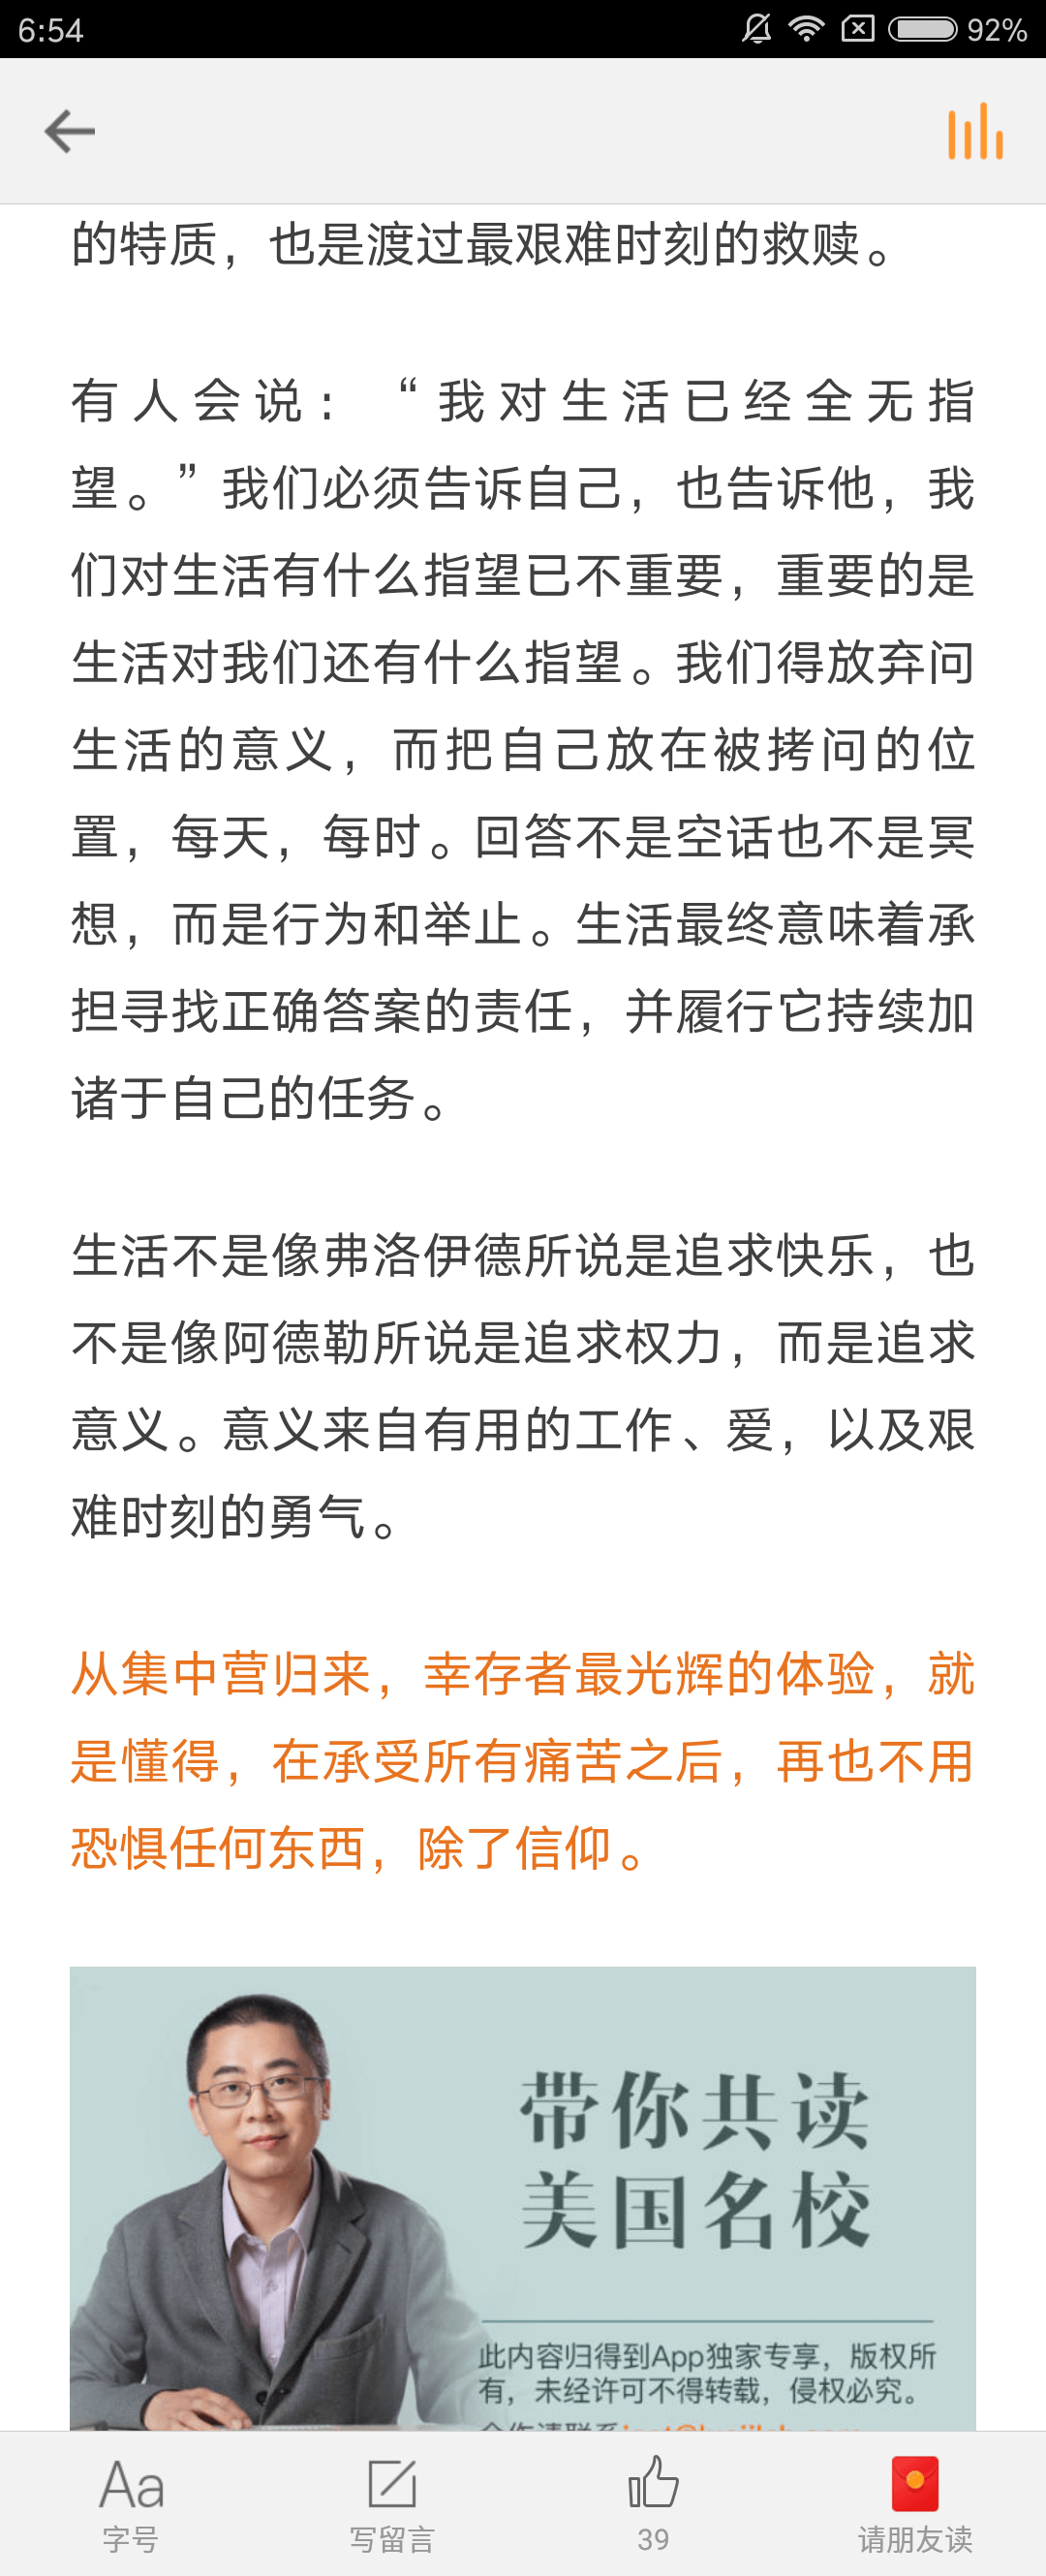 6:54
92%
的特质，也是渡过最艰难时刻的救赎。
有人会说：“我对生活已经全无指
望。”我们必须告诉自己，也告诉他，我
们对生活有什么指望已不重要，重要的是
生活对我们还有什么指望。我们得放弃问
生活的意义，而把自己放在被拷问的位
置，每天，每时。回答不是空话也不是冥
想，而是行为和举止。生活最终意味着承
担寻找正确答案的责任，并履行它持续加
诸于自己的任务。
生活不是像弗洛伊德所说是追求快乐，也
不是像阿德勒所说是追求权力，而是追求
意义。意义来自有用的工作、爱，以及艰
难时刻的勇气。
从集中营归来，幸存者最光辉的体验，就
是懂得，在承受所有痛苦之后，再也不用
恐惧任何东西，除了信仰。
带你共读
美国名校
此内容归得到App独家专享，版权所
有，未经许可不得转载，侵权必究。
Aa
字号
写留言
39
请朋友读